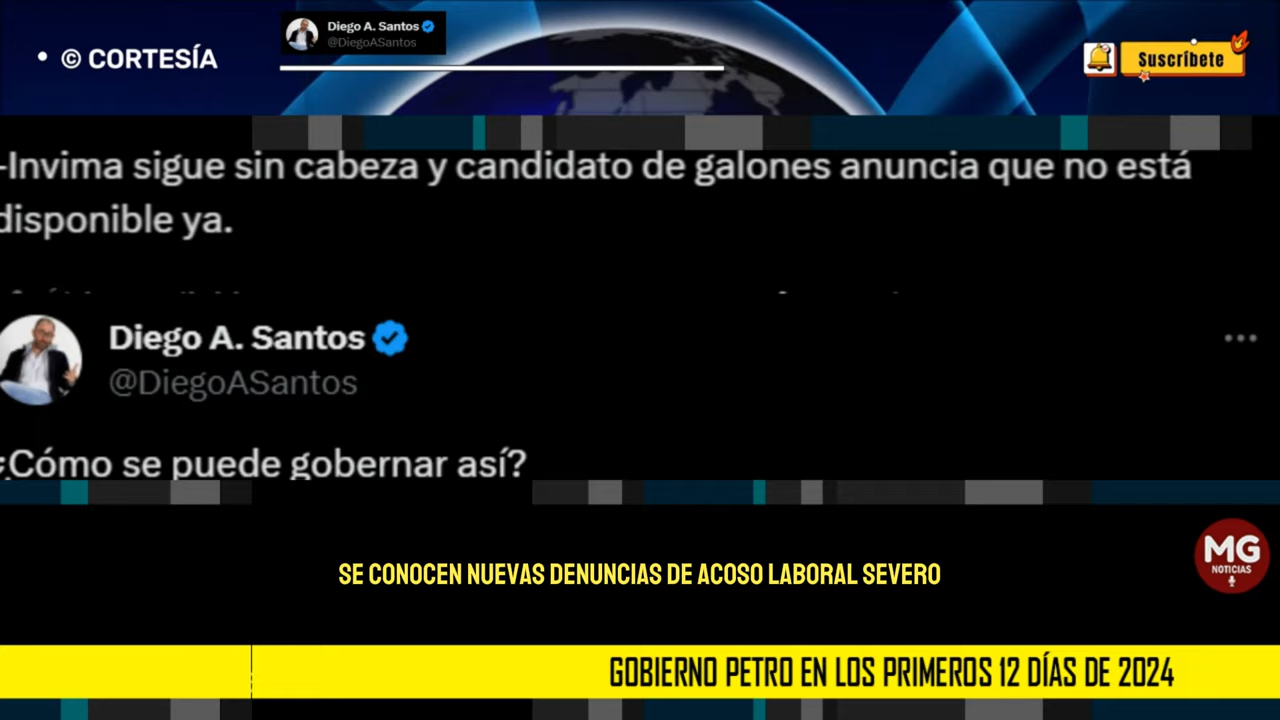 • © CORTESÍA
Diego A. Santos
@DiegoASantos
Suscríbete
-Invima sigue sin cabeza y candidato de galones anuncia que no está
disponible ya.
Diego A. Santos
@DiegoASantos
¿Cómo se puede gobernar así?
SE CONOCEN NUEVAS DENUNCIAS DE ACOSO LABORAL SEVERO
MG
NOTICIAS
GOBIERNO PETRO EN LOS PRIMEROS 12 DÍAS DE 2024